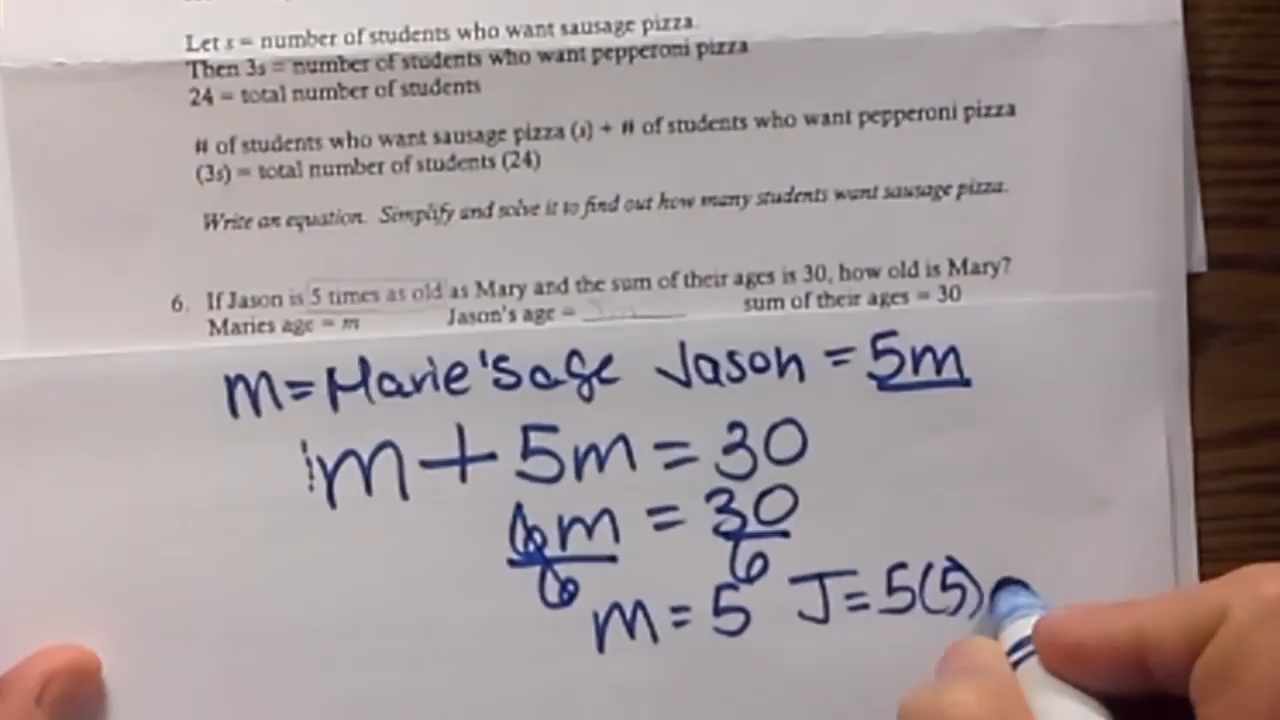 Let s = number of students who want sausage pizza.
Then 3s = number of students who want pepperoni pizza
24 = total number of students
# of students who want sausage pizza (s) + # of students who want pepperoni pizza
(3s) = total number of students (24)
Write an equation. Simplify and solve it to find out how many students want sausage pizza.
6. If Jason is 5 times as old as Mary and the sum of their ages is 30, how old is Mary?
Maries age = m Jason's age = 5m sum of their ages = 30
m = Marie's age Jason = 5m
1m + 5m = 30
6m = 30
6 6
m = 5 J = 5(5)